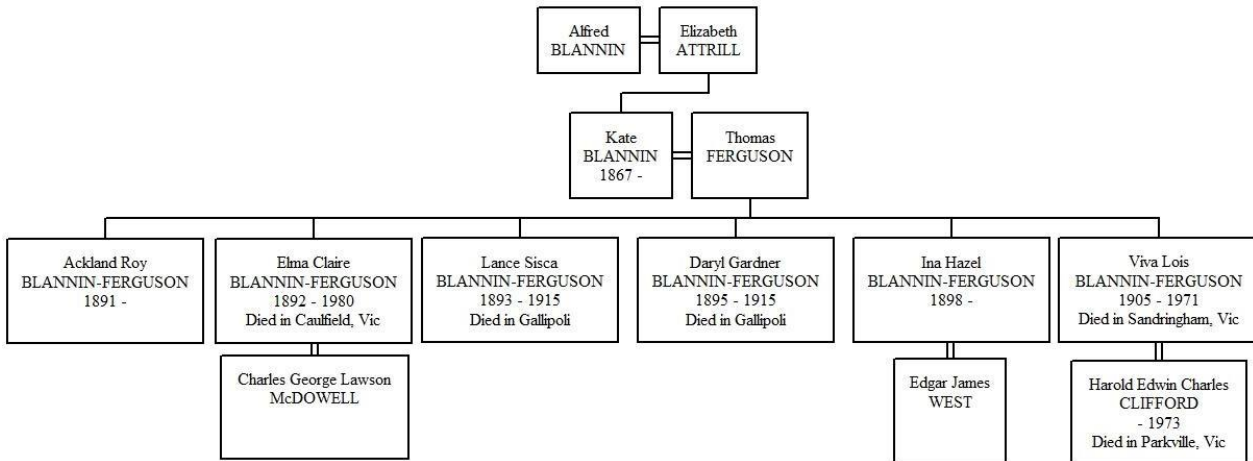 Alfred
BLANNIN
Elizabeth
ATTRILL
Kate
BLANNIN
1867 -
Thomas
FERGUSON
Ackland Roy
BLANNIN-FERGUSON
1891 -
Elma Claire
BLANNIN-FERGUSON
1892 - 1980
Died in Caulfield, Vic
Lance Sisca
BLANNIN-FERGUSON
1893 - 1915
Died in Gallipoli
Daryl Gardner
BLANNIN-FERGUSON
1895 - 1915
Died in Gallipoli
Ina Hazel
BLANNIN-FERGUSON
1898 -
Viva Lois
BLANNIN-FERGUSON
1905 - 1971
Died in Sandringham, Vic
Charles George Lawson
McDOWELL
Edgar James
WEST
Harold Edwin Charles
CLIFFORD
- 1973
Died in Parkville, Vic